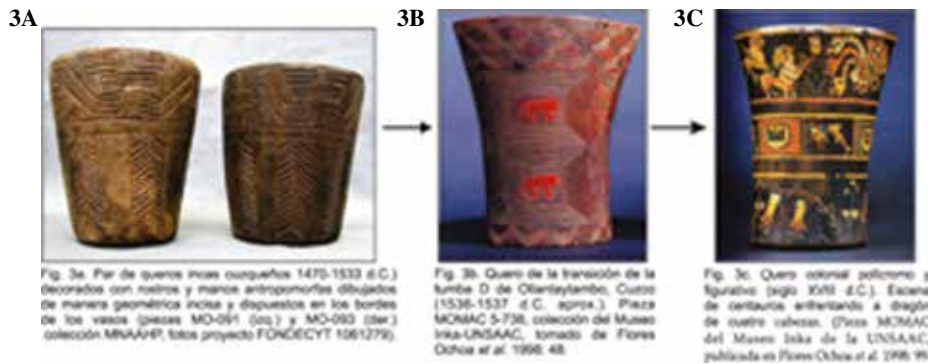 3A
3B
3C
Fig. 3a. Par de queros incas cuzqueños 1470-1533 d.C.)
decorados con rostros y manos antropomorfas dibujados
de manera geométrica incisa y dispuestos en los bordes
de los vasos (piezas MO-091 (izq.) y MO-093 (der.)
colección MNAAHP, fotos proyecto FONDECYT 1061279).
Fig. 3b. Quero de la transición de la
tumba D de Ollantaytambo, Cuzco
(1536-1537 d.C. aprox.). Pieza
MOMAC 5-738, colección del Museo
Inka-UNSAAC, tomado de Flores
Ochoa et al. 1998: 48.
Fig. 3c. Quero colonial polícromo y
figurativo (siglo XVIII d.C.). Escena
de centauros enfrentando a dragón
de cuatro cabezas. (Pieza MOMAC
del Museo Inka de la UNSAAC,
publicada en Flores Ochoa et al. 1998: 99